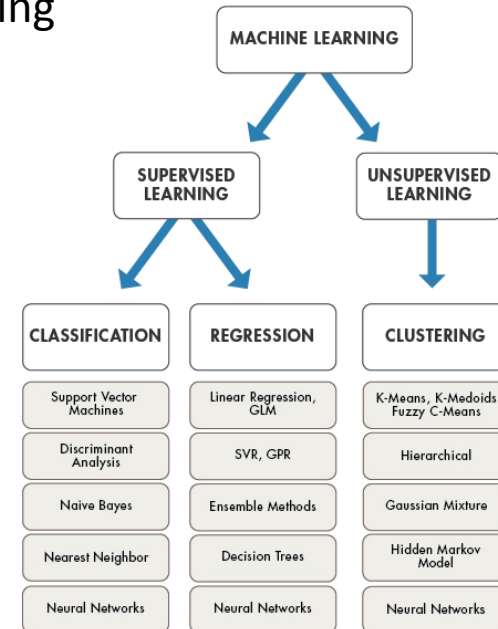 ing
MACHINE LEARNING
SUPERVISED
LEARNING
UNSUPERVISED
LEARNING
CLASSIFICATION
REGRESSION
CLUSTERING
Support Vector
Machines
Linear Regression,
GLM
K-Means, K-Medoids
Fuzzy C-Means
Discriminant
Analysis
SVR, GPR
Hierarchical
Naive Bayes
Ensemble Methods
Gaussian Mixture
Nearest Neighbor
Decision Trees
Hidden Markov
Model
Neural Networks
Neural Networks
Neural Networks